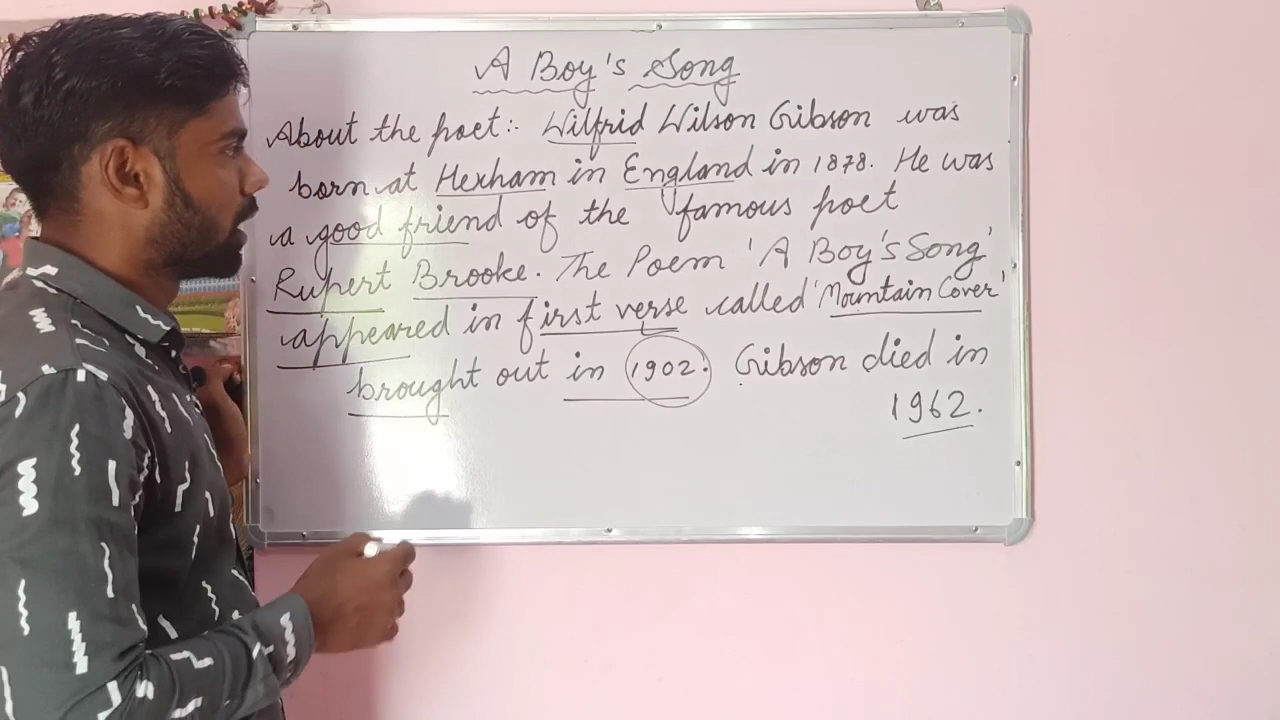 A Boy's Song
About the poet:- Wilfrid Wilson Gibson was
born at Hexham in England in 1878. He was
a good friend of the famous poet
Rupert Brooke. The Poem 'A Boy's Song'
appeared in first verse called 'Mountain Cover'
brought out in 1902. Gibson died in
1962.